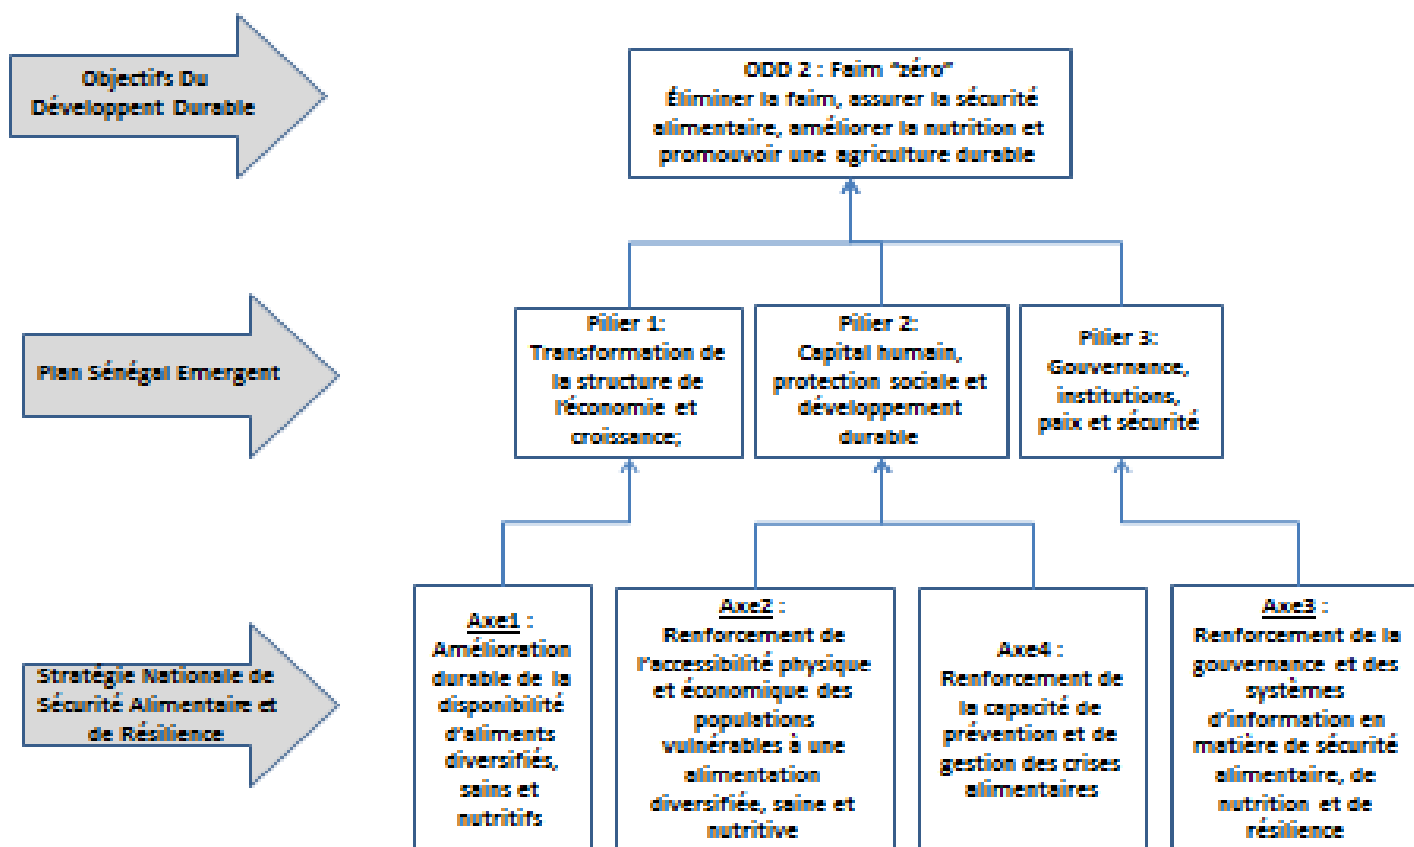 Objectifs Du
Développent Durable
ODD 2 : Faim "zéro"
Éliminer la faim, assurer la sécurité
alimentaire, améliorer la nutrition et
promouvoir une agriculture durable
Plan Sénégal Emergent
Pilier 1:
Transformation de
la structure de
l'économie et
croissance;
Pilier 2:
Capital humain,
protection sociale et
développement
durable
Pilier 3:
Gouvernance,
institutions,
paix et sécurité
Stratégie Nationale de
Sécurité Alimentaire et
de Résilience
Axe1 :
Amélioration
durable de la
disponibilité
d'aliments
diversifiés,
sains et
nutritifs
Axe2 :
Renforcement de
l'accessibilité physique
et économique des
populations
vulnérables à une
alimentation
diversifiée, saine et
nutritive
Axe4 :
Renforcement de
la capacité de
prévention et de
gestion des crises
alimentaires
Axe3 :
Renforcement de la
gouvernance et des
systèmes
d'information en
matière de sécurité
alimentaire, de
nutrition et de
résilience